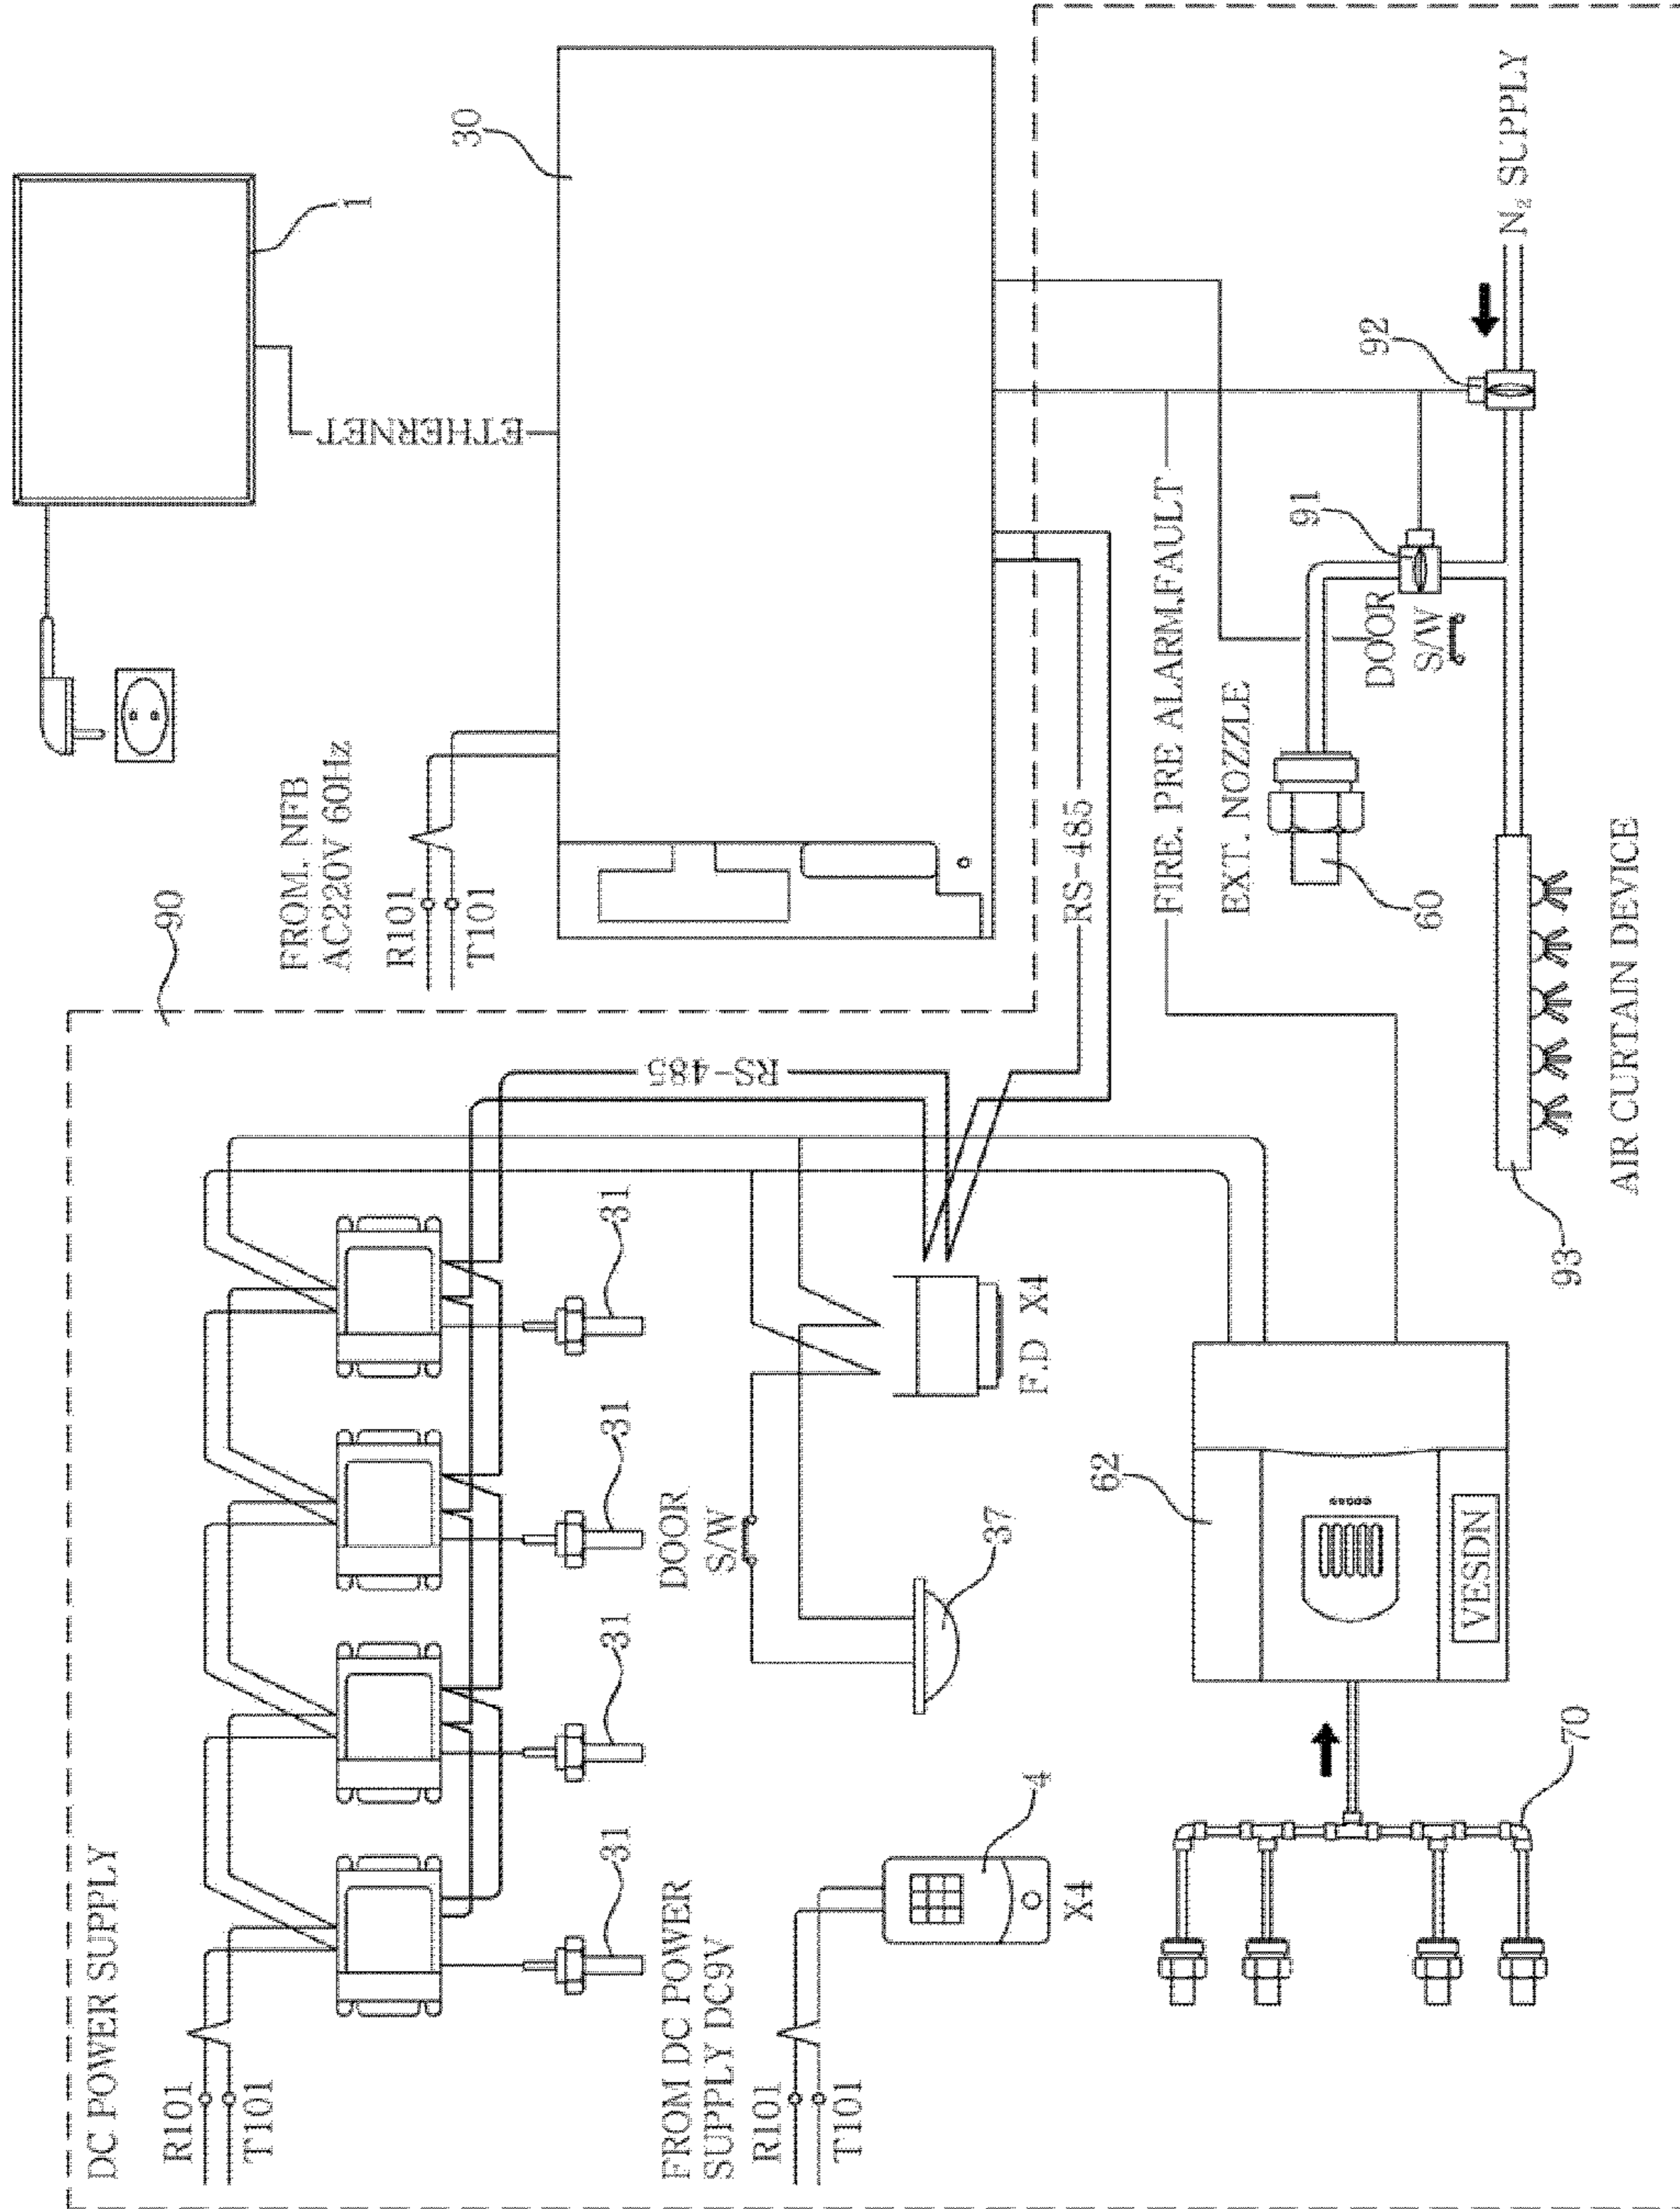 DC POWER SUPPLY
R101
T101
90
FROM. NFB
AC220V 60Hz
R101
T101
1
ETHERNET
30
31
31
31
31
RS-485
FROM DC POWER
SUPPLY DC9V
R101
T101
4
X4
DOOR
S/W
37
F.D X4
RS-485
FIRE. PRE ALARM,FAULT
70
62
VESDN
EXT. NOZZLE
60
DOOR
S/W
91
92
N₂ SUPPLY
93
AIR CURTAIN DEVICE